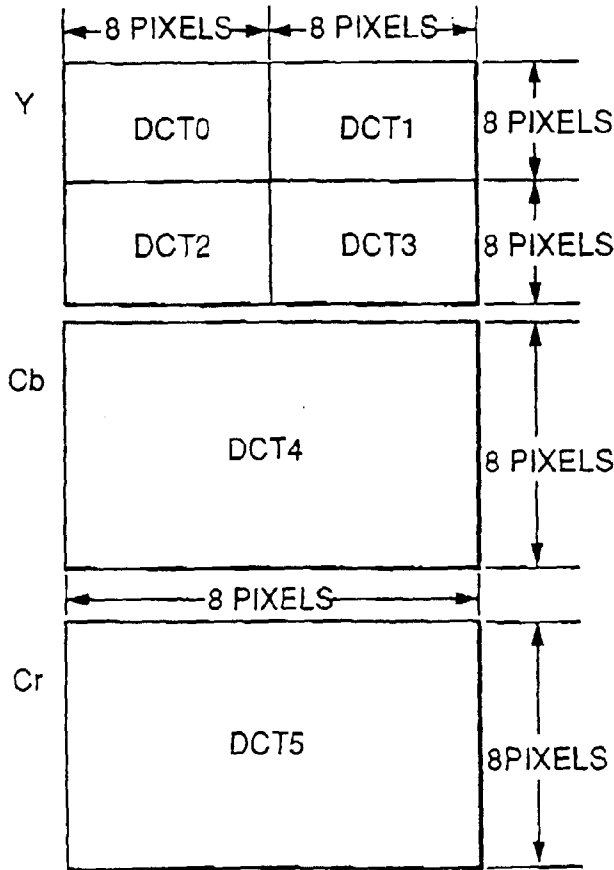 8 PIXELS 8 PIXELS
Y
DCT0 DCT1 8 PIXELS
DCT2 DCT3 8 PIXELS
Cb
DCT4 8 PIXELS
8 PIXELS
Cr
DCT5 8PIXELS